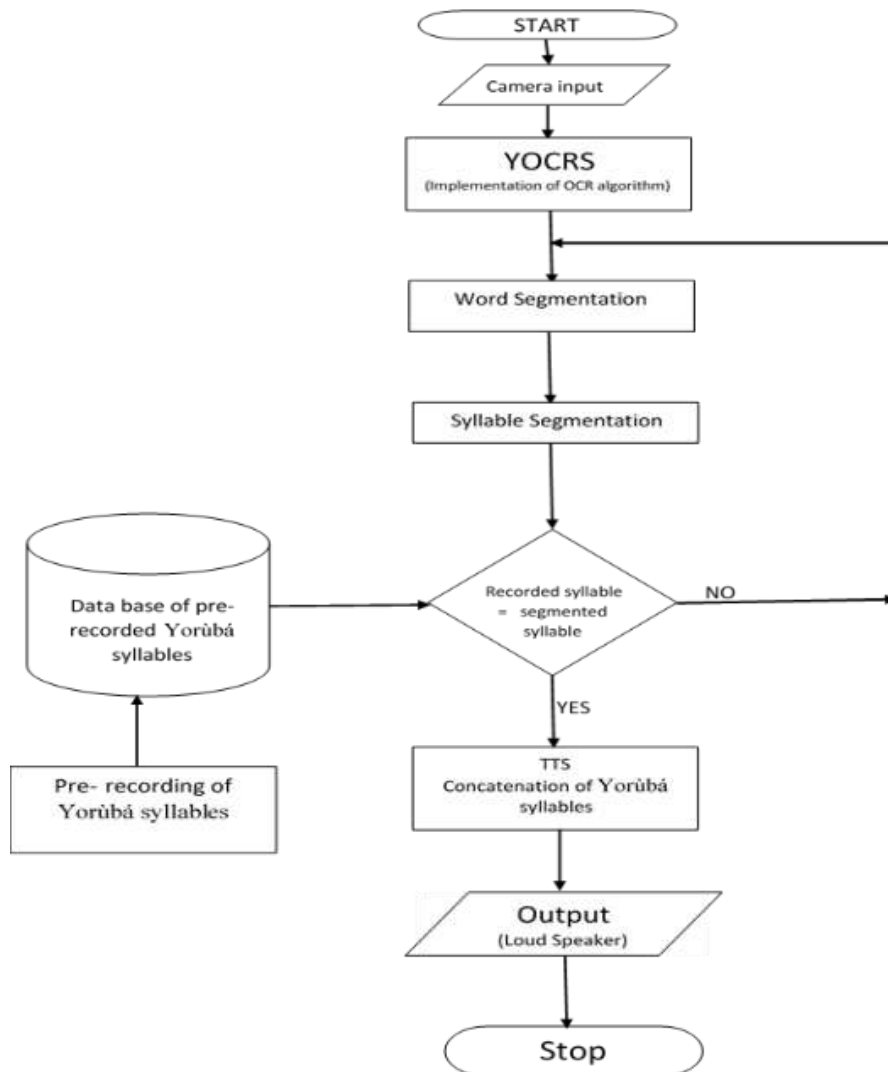 START
Camera input
YOCRS
(Implementation of OCR algorithm)
Word Segmentation
Syllable Segmentation
Data base of pre-
recorded Yorùbá
syllables
Recorded syllable
= segmented
syllable
NO
YES
Pre- recording of
Yorùbá syllables
TTS
Concatenation of Yorùbá
syllables
Output
(Loud Speaker)
Stop